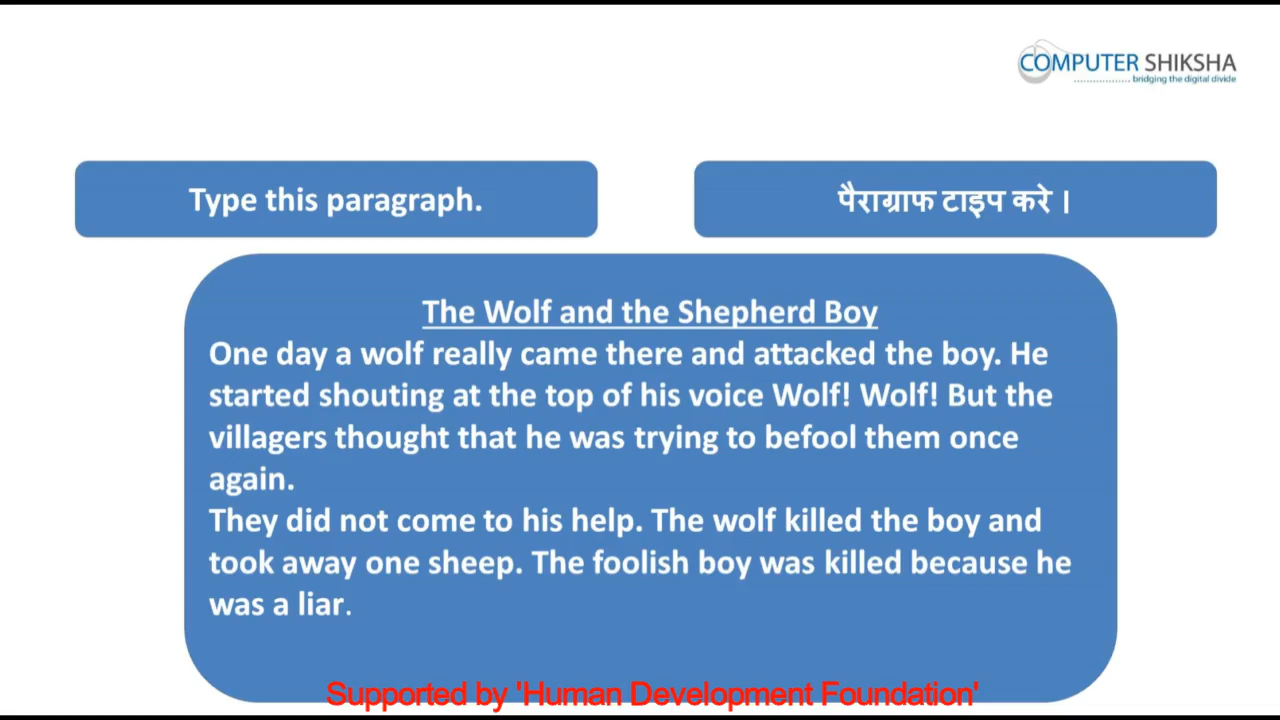 COMPUTER SHIKSHA
bridging the digital divide
Type this paragraph.
पैराग्राफ टाइप करे ।
The Wolf and the Shepherd Boy
One day a wolf really came there and attacked the boy. He
started shouting at the top of his voice Wolf! Wolf! But the
villagers thought that he was trying to befool them once
again.
They did not come to his help. The wolf killed the boy and
took away one sheep. The foolish boy was killed because he
was a liar.
Supported by 'Human Development Foundation'